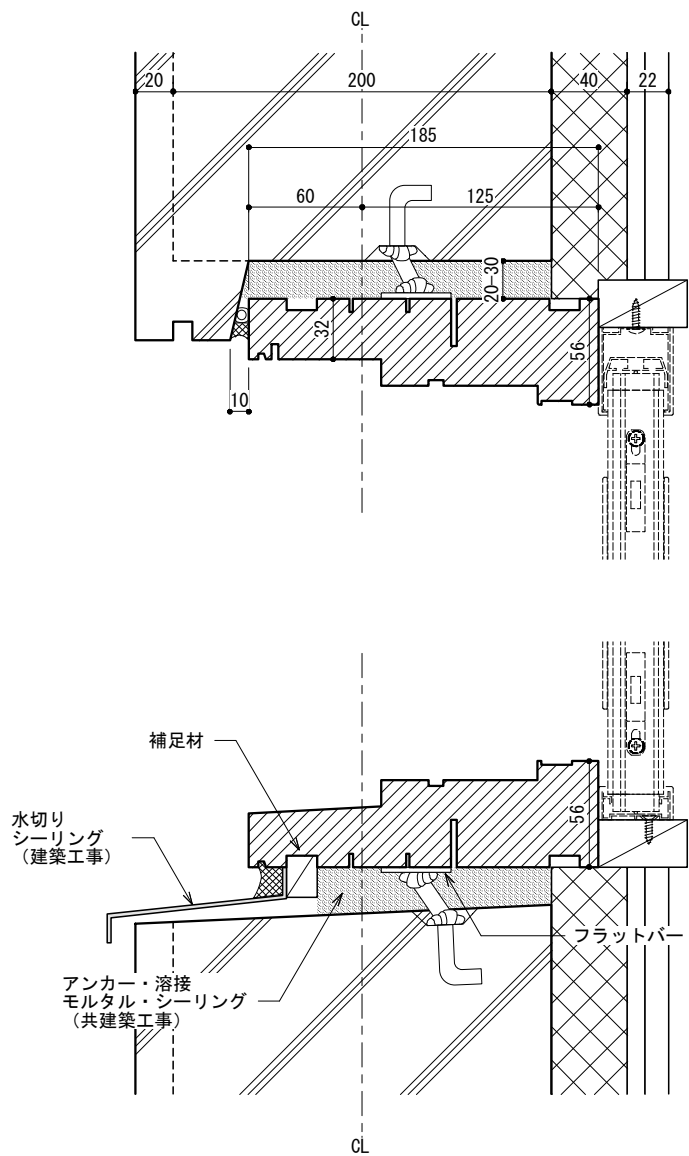 CL
20
200
40
22
185
60
125
20-30
32
56
10
補足材
水切り
シーリング
(建築工事)
56
フラットバー
アンカー・溶接
モルタル・シーリング
(共建築工事)
CL